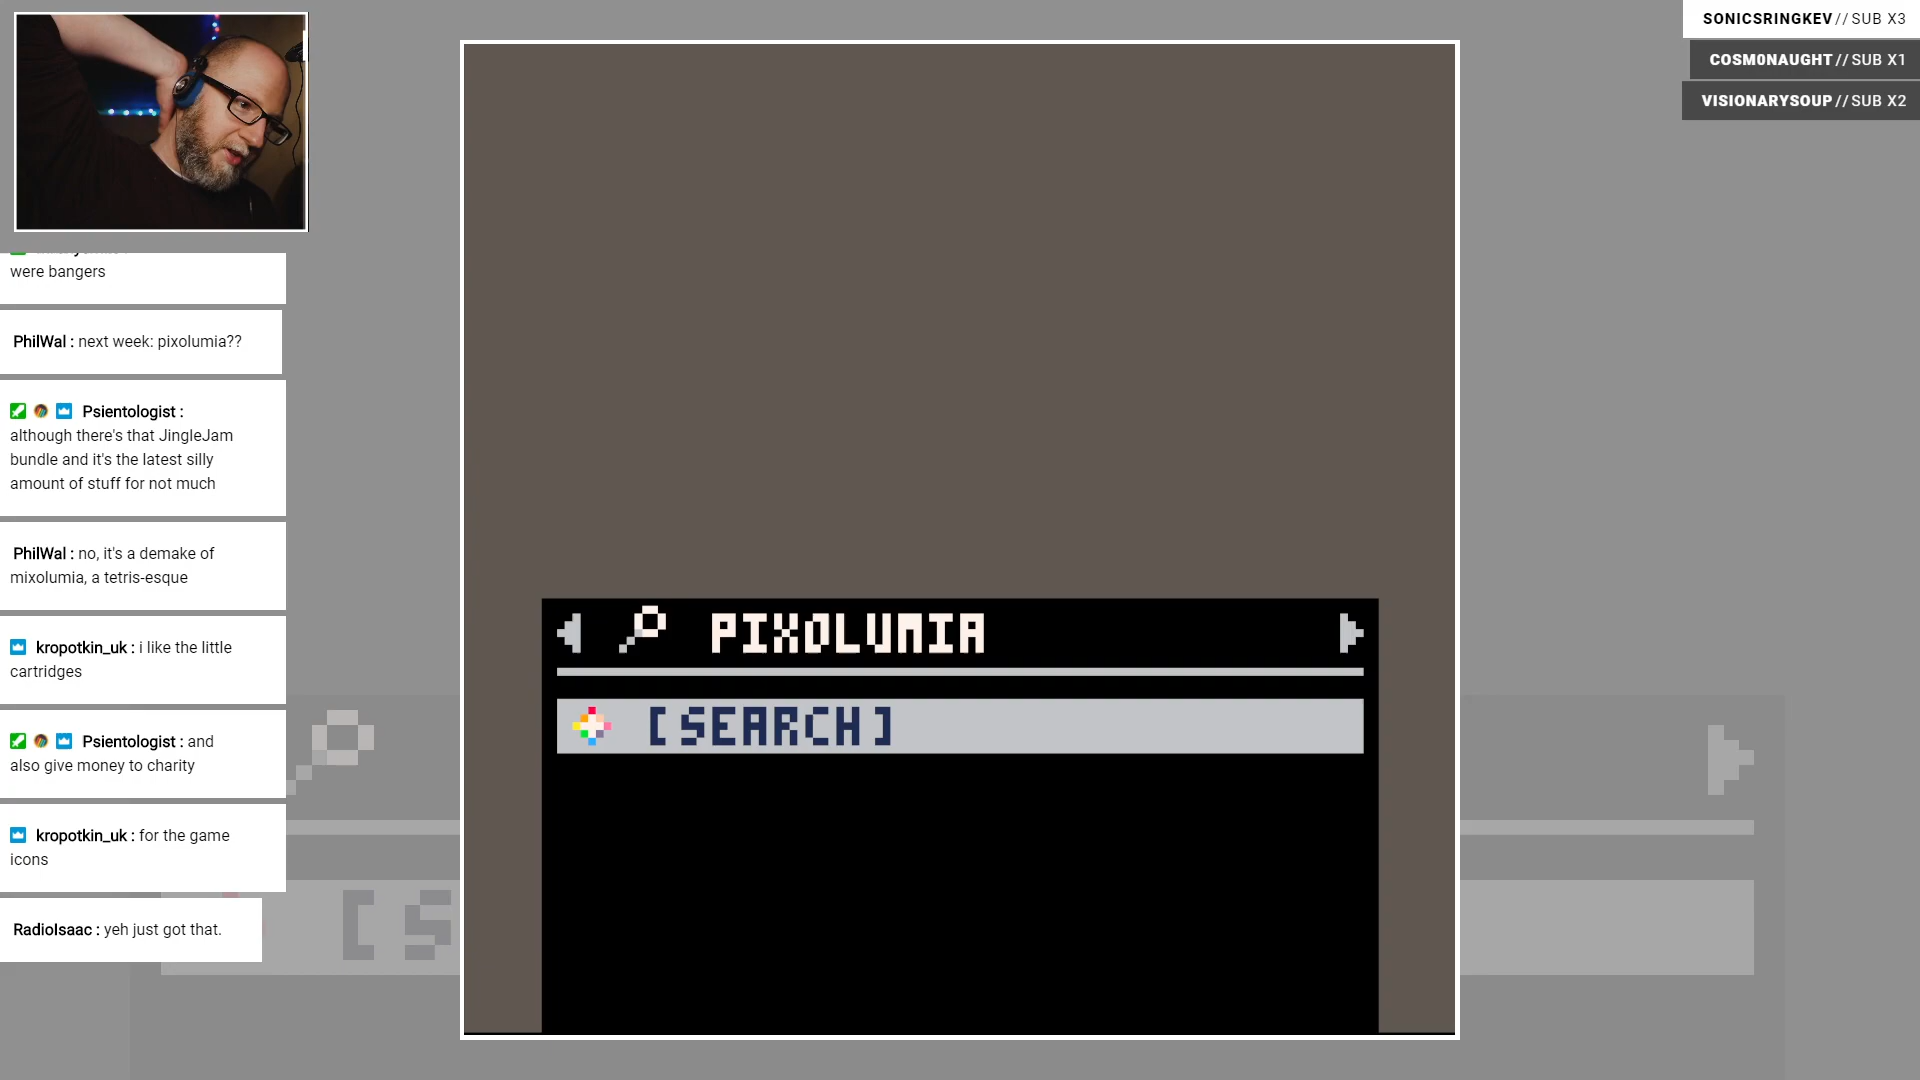 SONICSRINGKEV // SUB X3
COSM0NAUGHT // SUB X1
VISIONARYSOUP // SUB X2
were bangers
PhilWal : next week: pixolumia??
Psientologist :
although there's that JingleJam
bundle and it's the latest silly
amount of stuff for not much
PhilWal : no, it's a demake of
mixolumia, a tetris-esque
kropotkin_uk : i like the little
cartridges
Psientologist : and
also give money to charity
kropotkin_uk : for the game
icons
RadioIsaac : yeh just got that.
PIXOLUMIA
[SEARCH]
[S